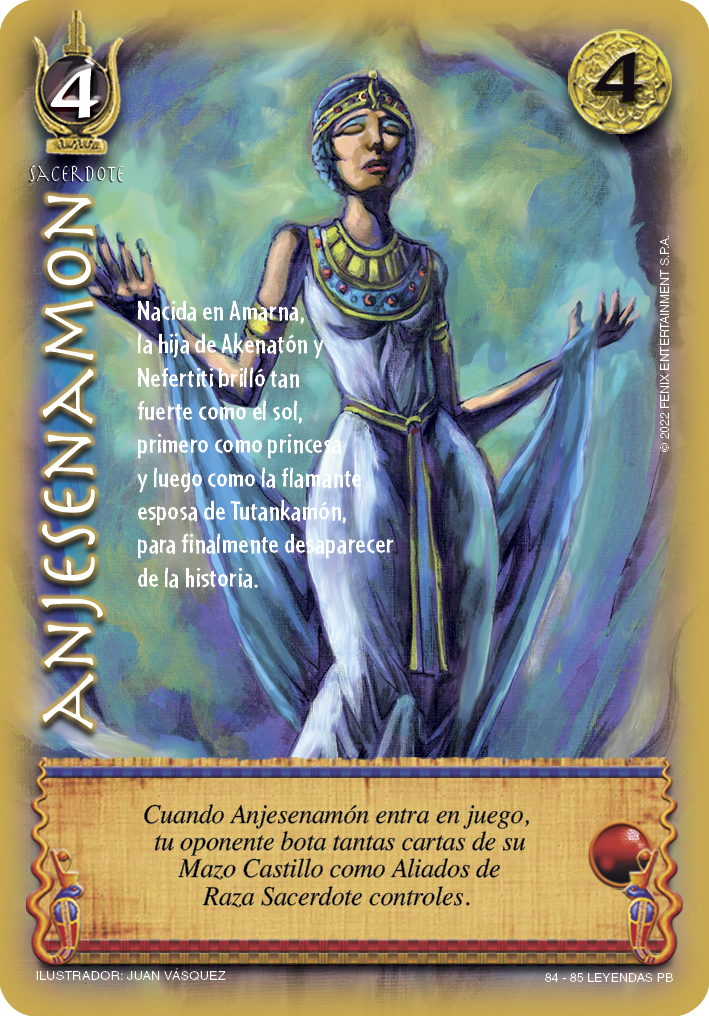 4
4
SACERDOTE
ANJESENAMON
Nacida en Amarna,
la hija de Akenatón y
Nefertiti brilló tan
fuerte como el sol,
primero como princesa
y luego como la flamante
esposa de Tutankamón,
para finalmente desaparecer
de la historia.
© 2022 FENIX ENTERTAINMENT S.P.A.
Cuando Anjesenamón entra en juego,
tu oponente bota tantas cartas de su
Mazo Castillo como Aliados de
Raza Sacerdote controles.
ILUSTRADOR: JUAN VÁSQUEZ
84 - 85 LEYENDAS PB